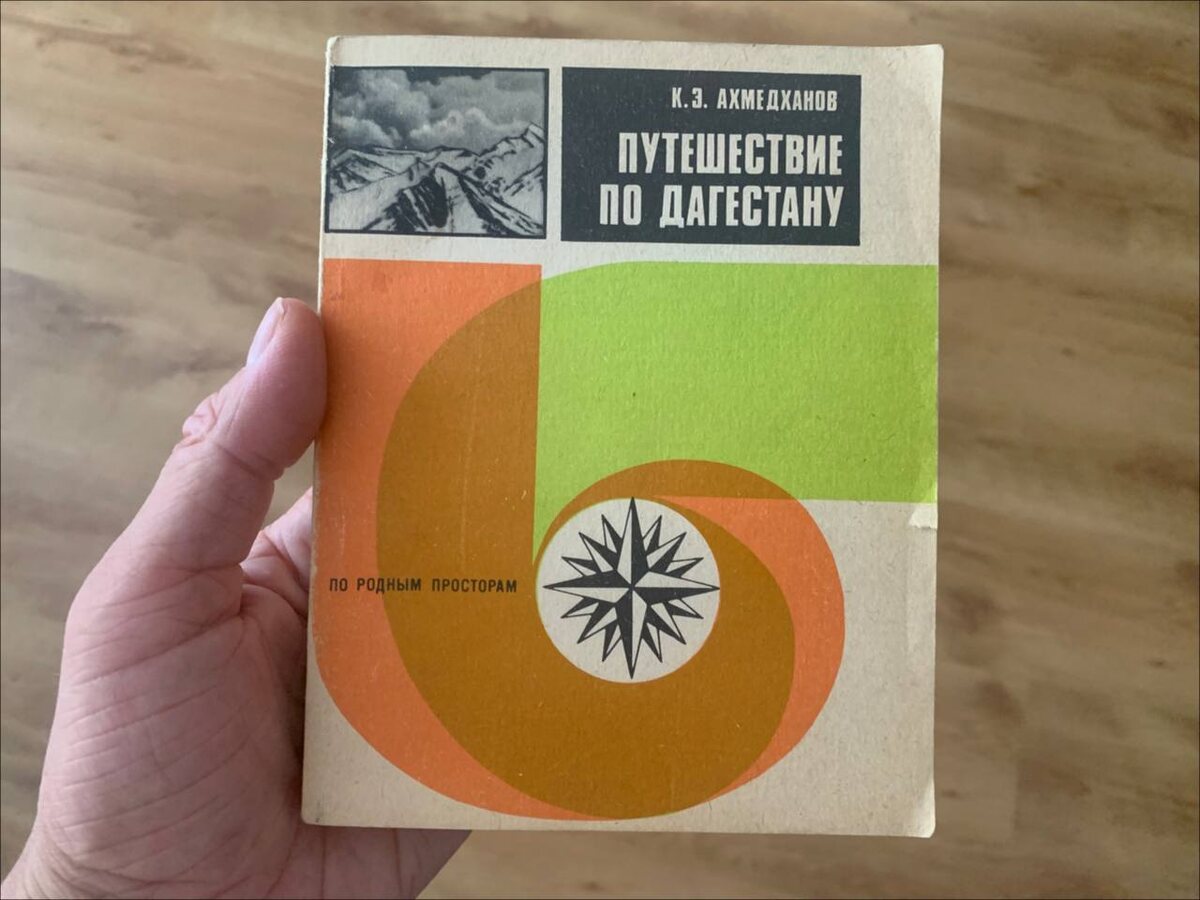 К.Э. АХМЕДХАНОВ
ПУТЕШЕСТВИЕ
ПО ДАГЕСТАНУ
ПО РОДНЫМ ПРОСТОРАМ